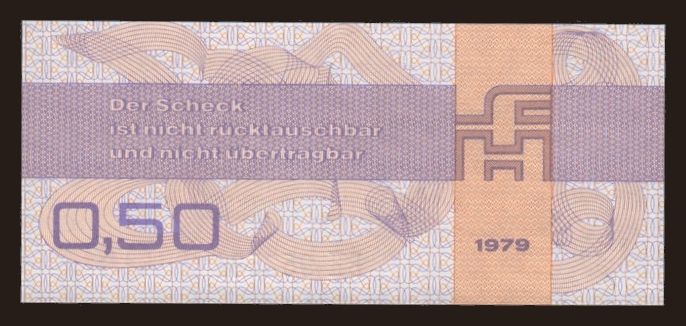 Der Scheck
ist nicht rücktauschbar
und nicht übertragbar
0,50
1979